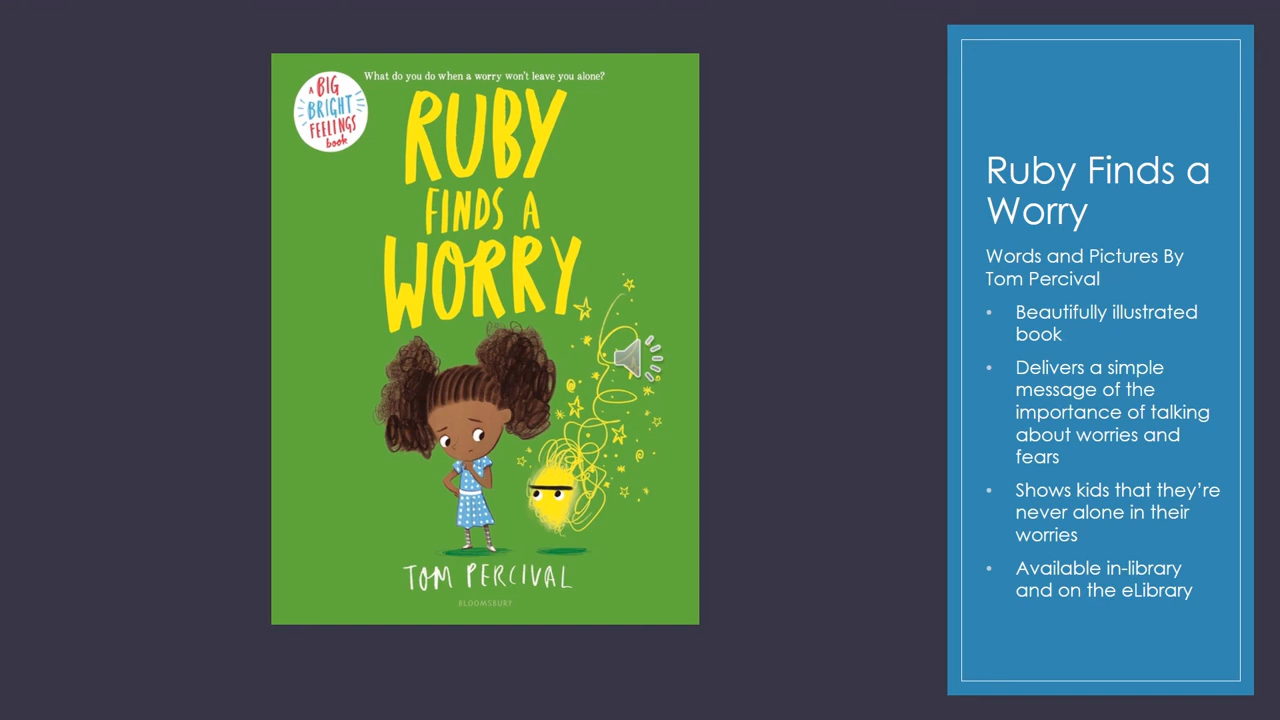 What do you do when a worry won't leave you alone?
A BIG
BRIGHT
FEELINGS
book
RUBY
FINDS A
WORRY
TOM PERCIVAL
BLOOMSBURY
Ruby Finds a
Worry
Words and Pictures By
Tom Percival
• Beautifully illustrated
book
• Delivers a simple
message of the
importance of talking
about worries and
fears
• Shows kids that they’re
never alone in their
worries
• Available in-library
and on the eLibrary